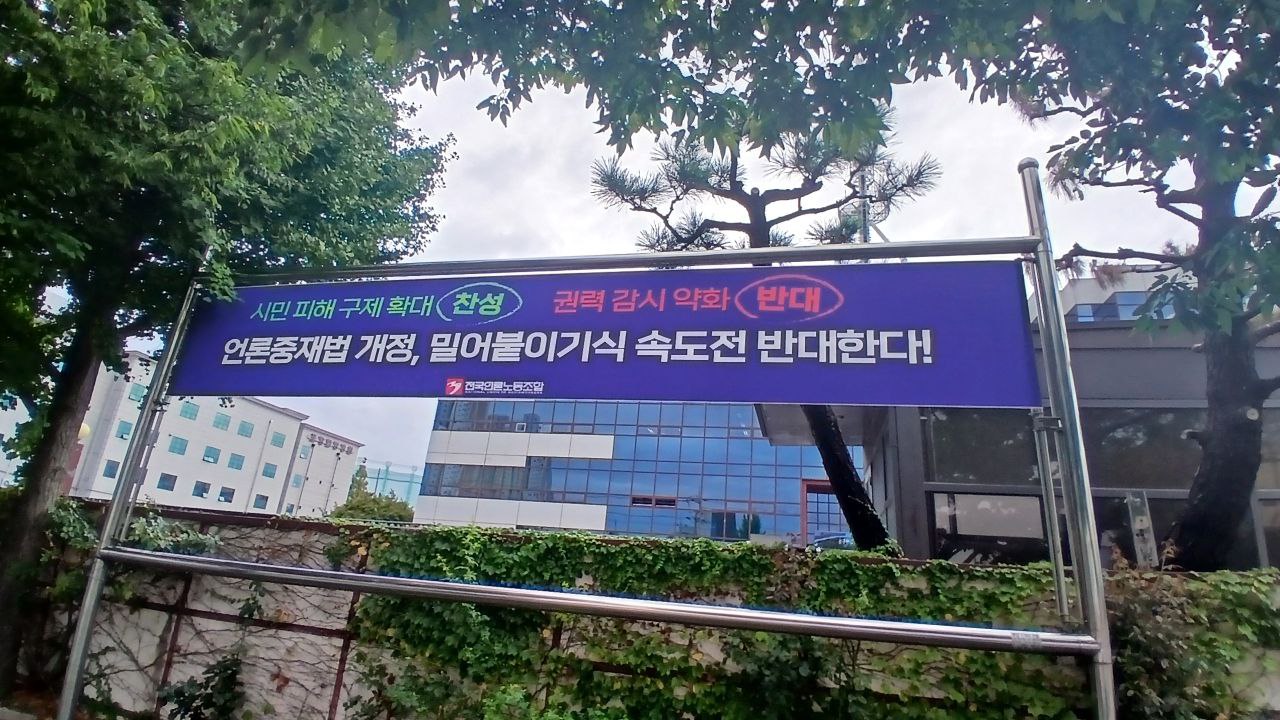 시민 피해 구제 확대 찬성 권력 감시 약화 반대
언론중재법 개정, 밀어붙이기식 속도전 반대한다!
전국언론노동조합